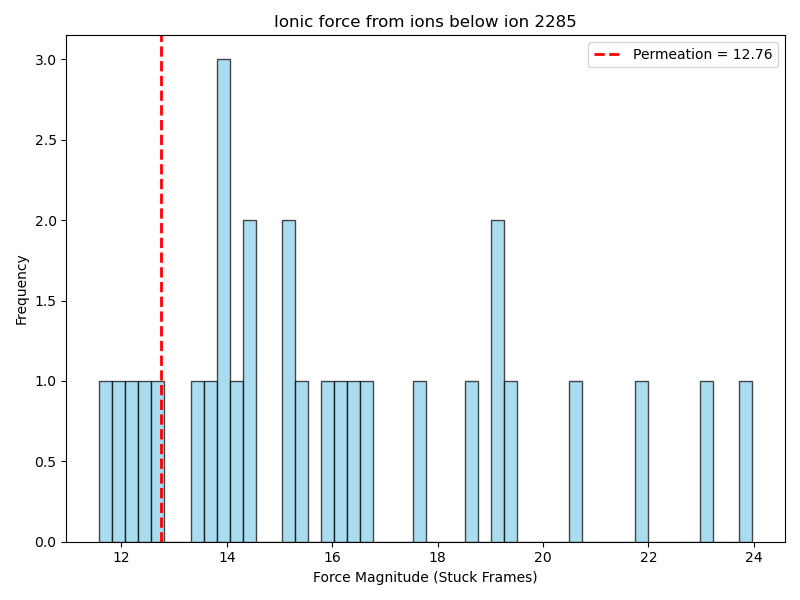 Ionic force from ions below ion 2285
Permeation = 12.76
3.0
2.5
2.0
1.5
1.0
0.5
0.0
Frequency
12 14 16 18 20 22 24
Force Magnitude (Stuck Frames)